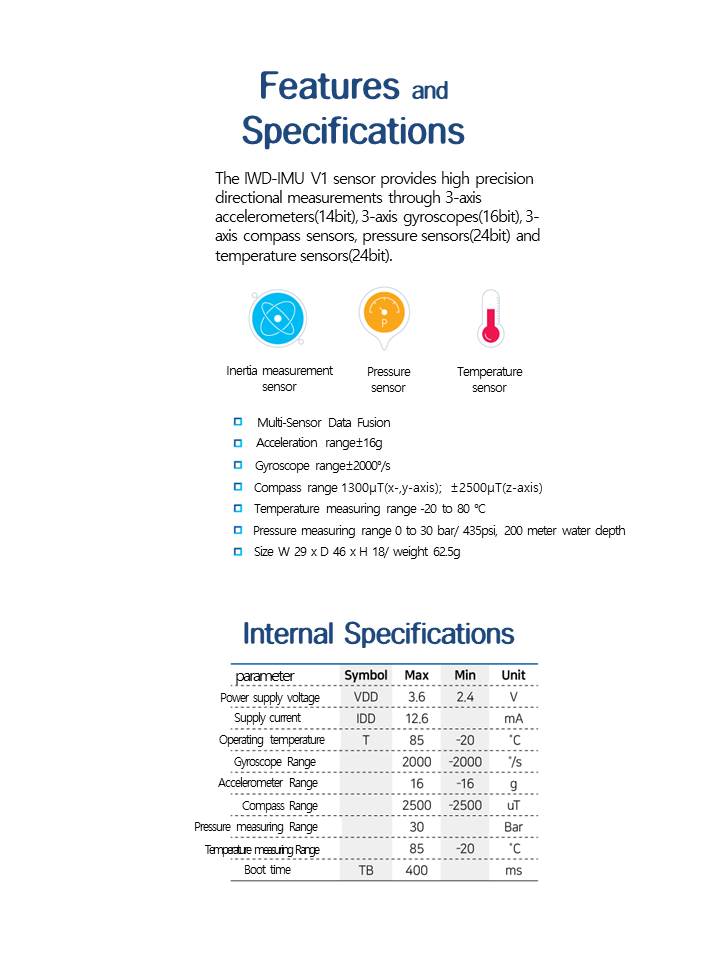 Features and
Specifications
The IWD-IMU V1 sensor provides high precision
directional measurements through 3-axis
accelerometers(14bit), 3-axis gyroscopes(16bit), 3-
axis compass sensors, pressure sensors(24bit) and
temperature sensors(24bit).
P
Inertia measurement sensor
Pressure sensor
Temperature sensor
Multi-Sensor Data Fusion
Acceleration range±16g
Gyroscope range±2000°/s
Compass range 1300μT(x-,y-axis); ±2500μT(z-axis)
Temperature measuring range -20 to 80 °C
Pressure measuring range 0 to 30 bar/ 435psi, 200 meter water depth
Size W 29 x D 46 x H 18/ weight 62.5g
Internal Specifications
parameter Symbol Max Min Unit
Power supply voltage VDD 3.6 2.4 V
Supply current IDD 12.6 mA
Operating temperature T 85 -20 °C
Gyroscope Range 2000 -2000 °/s
Accelerometer Range 16 -16 g
Compass Range 2500 -2500 uT
Pressure measuring Range 30 Bar
Temperature measuring Range 85 -20 °C
Boot time TB 400 ms